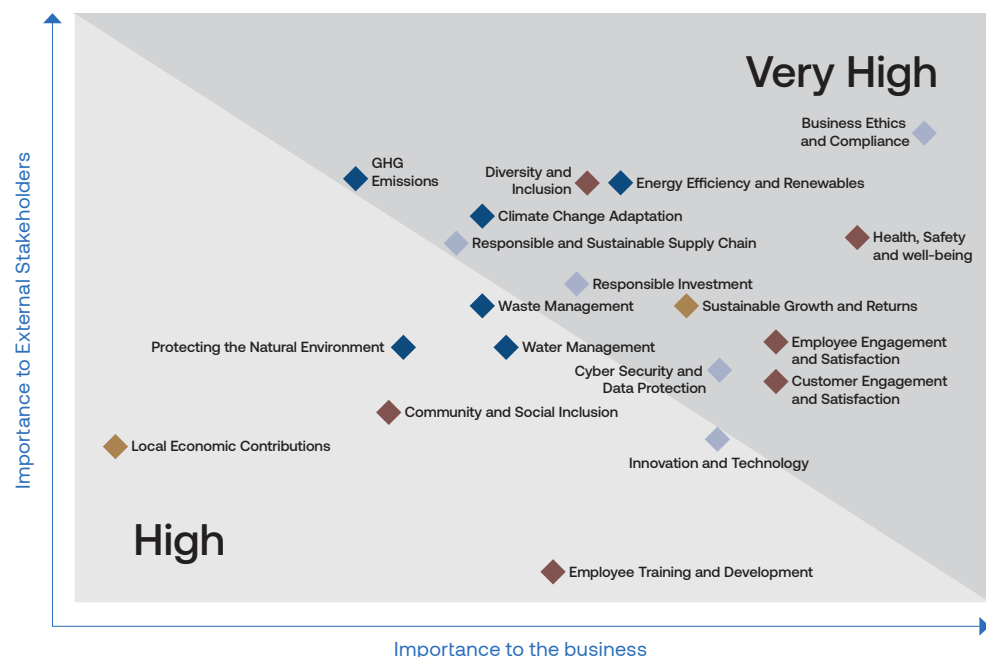 Very High
Business Ethics
and Compliance
GHG
Emissions
Diversity and
Inclusion
Energy Efficiency and Renewables
Climate Change Adaptation
Responsible and Sustainable Supply Chain
Health, Safety
and well-being
Responsible Investment
Waste Management
Sustainable Growth and Returns
Protecting the Natural Environment
Water Management
Employee Engagement
and Satisfaction
Cyber Security and
Data Protection
Customer Engagement
and Satisfaction
Community and Social Inclusion
Local Economic Contributions
Innovation and Technology
High
Employee Training and Development
Importance to External Stakeholders
Importance to the business